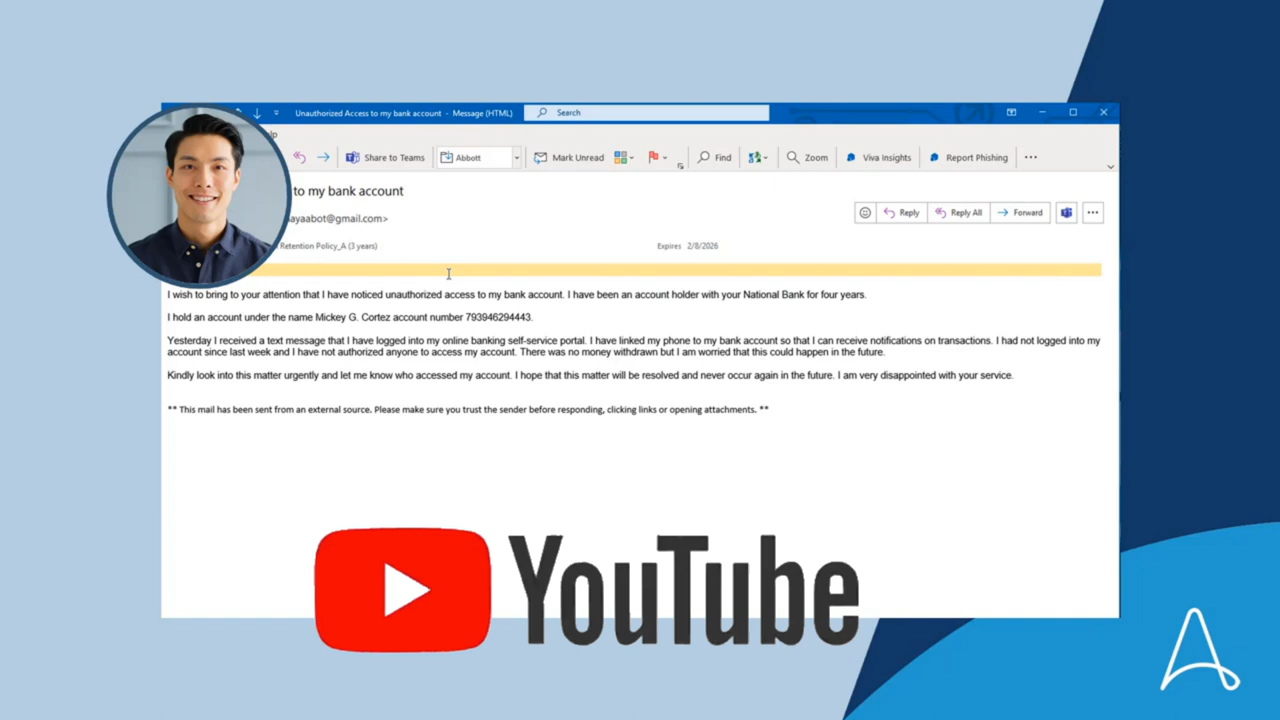 Unauthorized Access to my bank account - Message (HTML)
Search
Share to Teams
Abbott
Mark Unread
Find
Zoom
Viva Insights
Report Phishing
to my bank account
ayaabot@gmail.com>
Reply
Reply All
Forward
Retention Policy_A (3 years)
Expires 2/8/2026
I wish to bring to your attention that I have noticed unauthorized access to my bank account. I have been an account holder with your National Bank for four years.
I hold an account under the name Mickey G. Cortez account number 793946294443.
Yesterday I received a text message that I have logged into my online banking self-service portal. I have linked my phone to my bank account so that I can receive notifications on transactions. I had not logged into my
account since last week and I have not authorized anyone to access my account. There was no money withdrawn but I am worried that this could happen in the future.
Kindly look into this matter urgently and let me know who accessed my account. I hope that this matter will be resolved and never occur again in the future. I am very disappointed with your service.
** This mail has been sent from an external source. Please make sure you trust the sender before responding, clicking links or opening attachments. **
YouTube